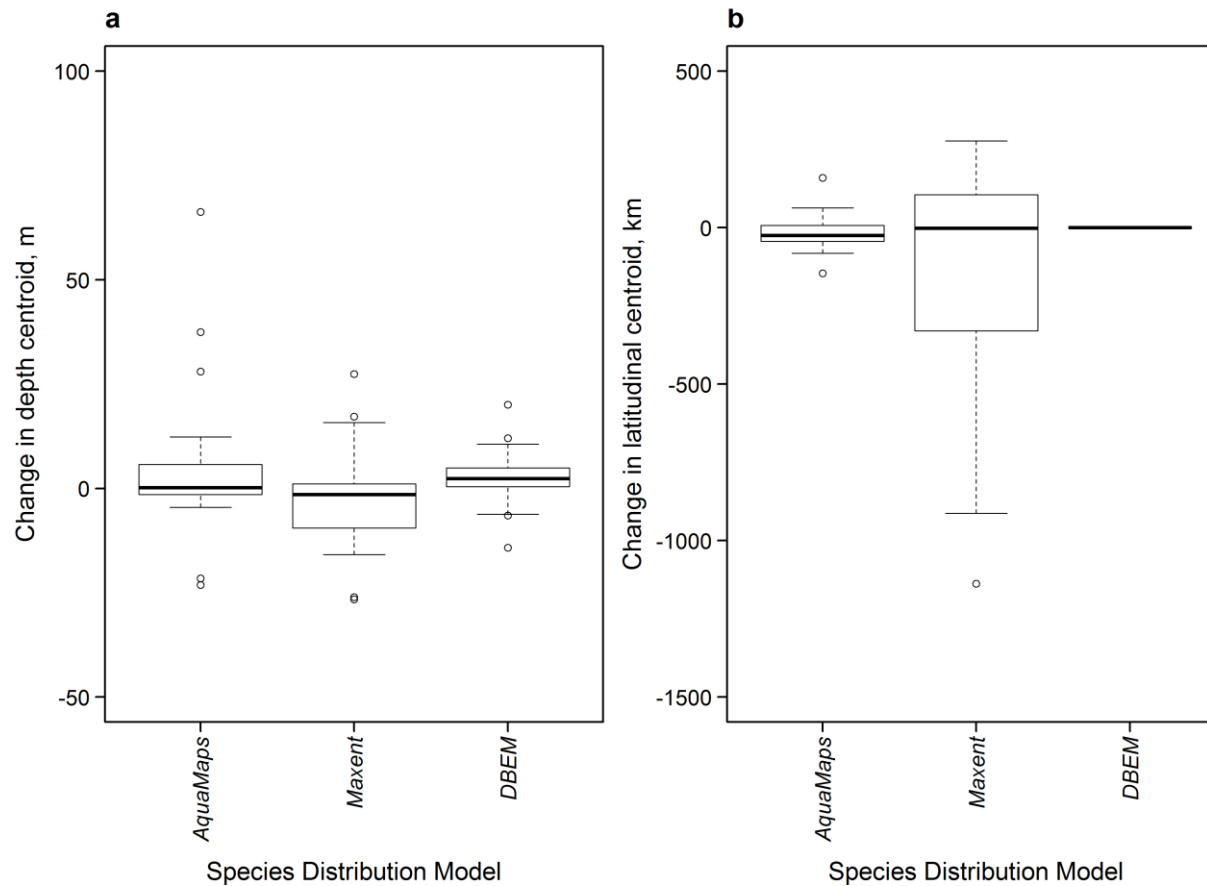 a
Change in depth centroid, m
100
50
0
-50
AquaMaps
Maxent
DBEM
Species Distribution Model
b
Change in latitudinal centroid, km
500
0
-500
-1000
-1500
AquaMaps
Maxent
DBEM
Species Distribution Model